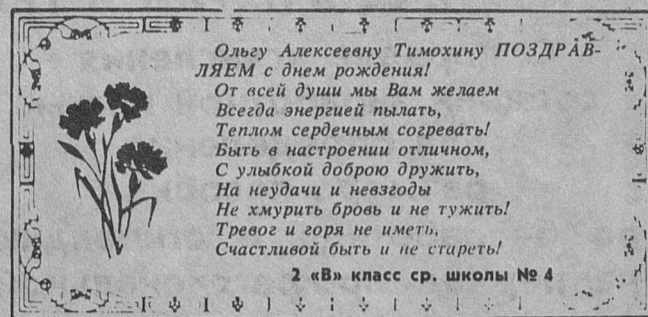 Ольгу Алексеевну Тимохину ПОЗДРАВ-
ЛЯЕМ с днем рождения!
От всей души мы Вам желаем
Всегда энергией пылать,
Теплом сердечным согревать!
Быть в настроении отличном,
С улыбкой доброю дружить,
На неудачи и невзгоды
Не хмурить бровь и не тужить!
Тревог и горя не иметь,
Счастливой быть и не стареть!
2 «В» класс ср. школы № 4